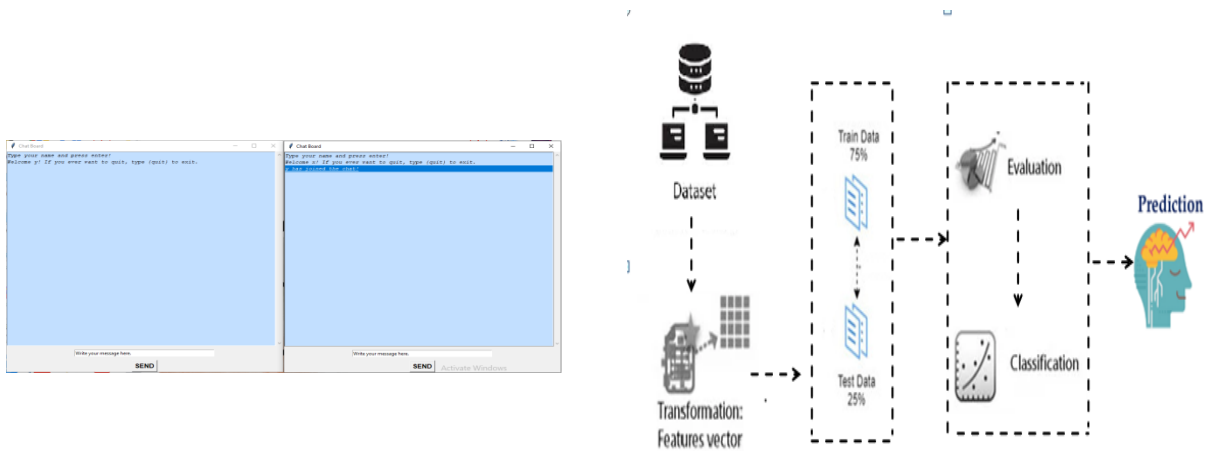 Chat Board
Type your name and press enter!
Welcome y! If you ever want to quit, type {quit} to exit.
Write your message here.
SEND
Chat Board
Type your name and press enter!
Welcome x! If you ever want to quit, type {quit} to exit.
y has joined the chat!
Write your message here.
SEND
Activate Windows
Dataset
Transformation:
Features vector
Train Data
75%
Test Data
25%
Evaluation
Classification
Prediction